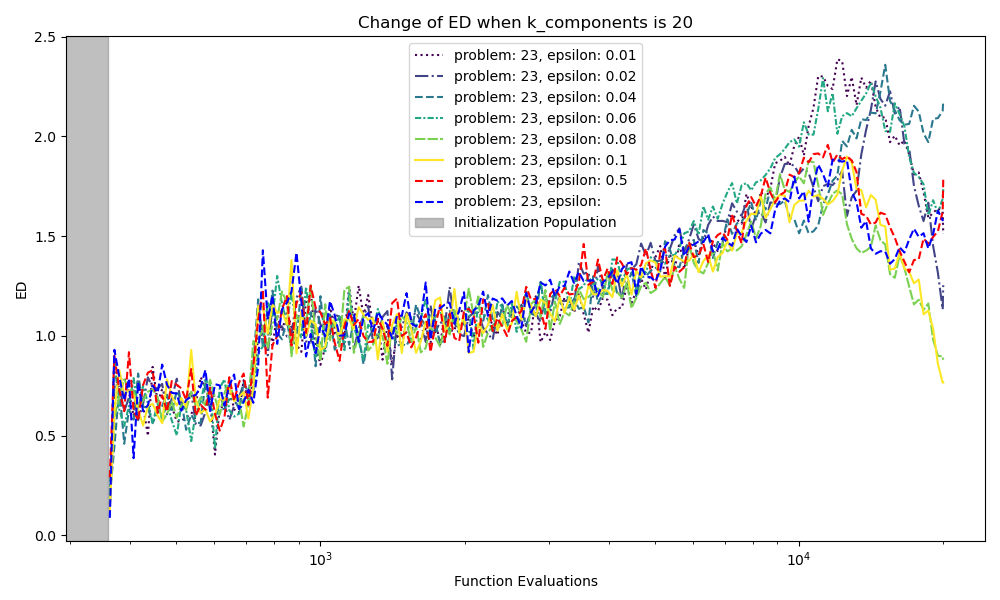 Change of ED when k_components is 20
problem: 23, epsilon: 0.01
problem: 23, epsilon: 0.02
problem: 23, epsilon: 0.04
problem: 23, epsilon: 0.06
problem: 23, epsilon: 0.08
problem: 23, epsilon: 0.1
problem: 23, epsilon: 0.5
problem: 23, epsilon:
Initialization Population
ED
2.5
2.0
1.5
1.0
0.5
0.0
10³
10⁴
Function Evaluations